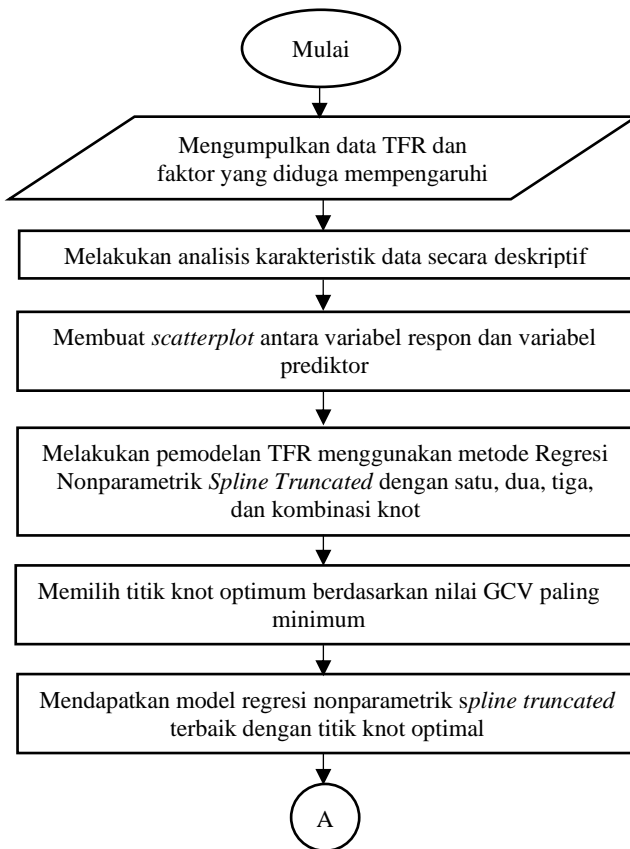 Mulai
Mengumpulkan data TFR dan
faktor yang diduga mempengaruhi
Melakukan analisis karakteristik data secara deskriptif
Membuat scatterplot antara variabel respon dan variabel
prediktor
Melakukan pemodelan TFR menggunakan metode Regresi
Nonparametrik Spline Truncated dengan satu, dua, tiga,
dan kombinasi knot
Memilih titik knot optimum berdasarkan nilai GCV paling
minimum
Mendapatkan model regresi nonparametrik spline truncated
terbaik dengan titik knot optimal
A